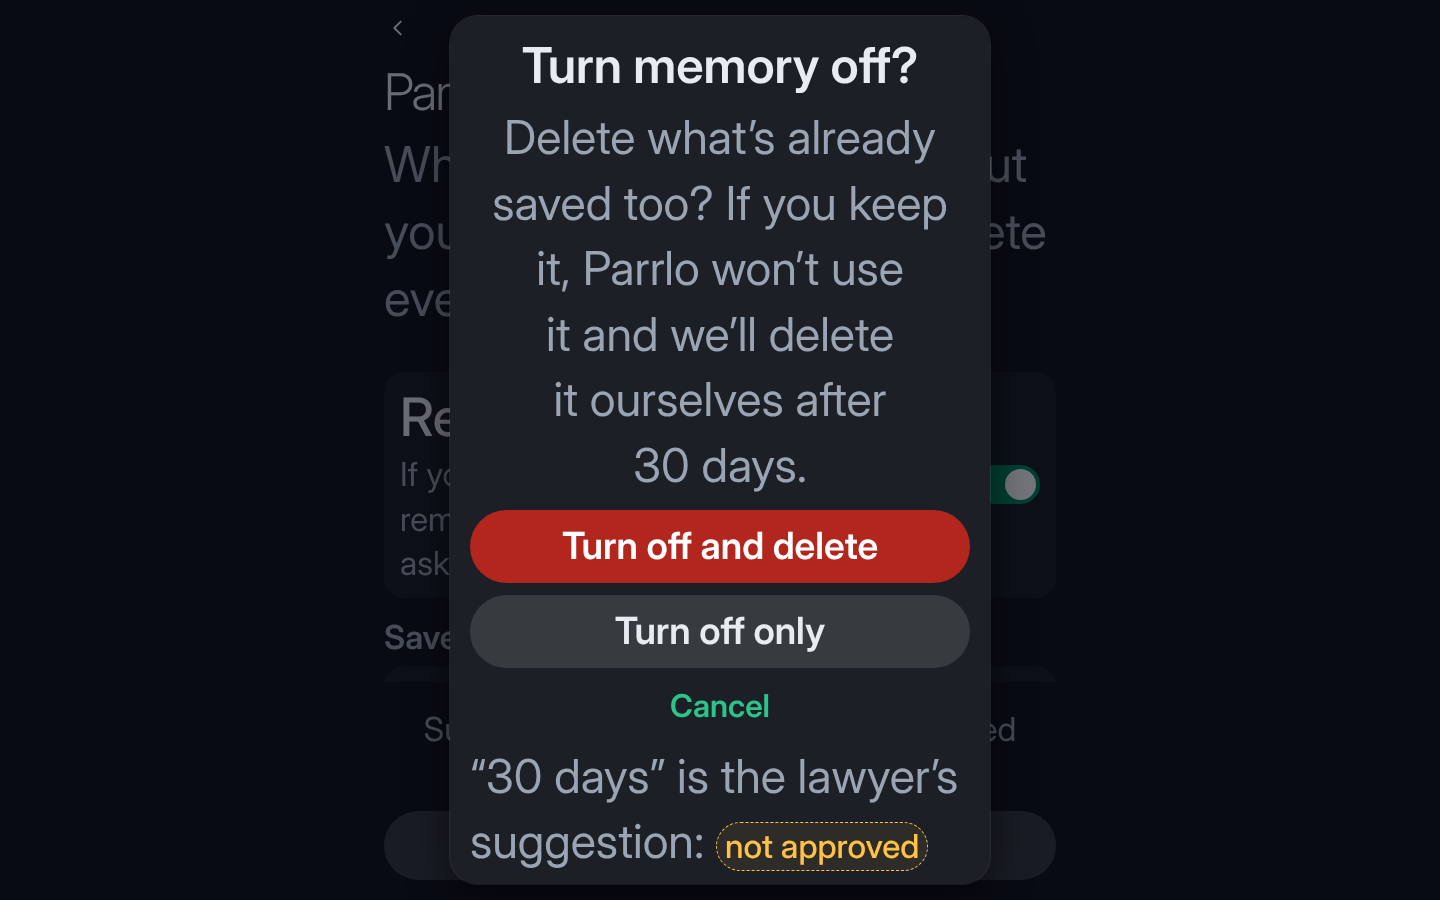 Turn memory off?
Delete what’s already
saved too? If you keep
it, Parrlo won’t use
it and we’ll delete
it ourselves after
30 days.
Turn off and delete
Turn off only
Cancel
“30 days” is the lawyer’s
suggestion: not approved